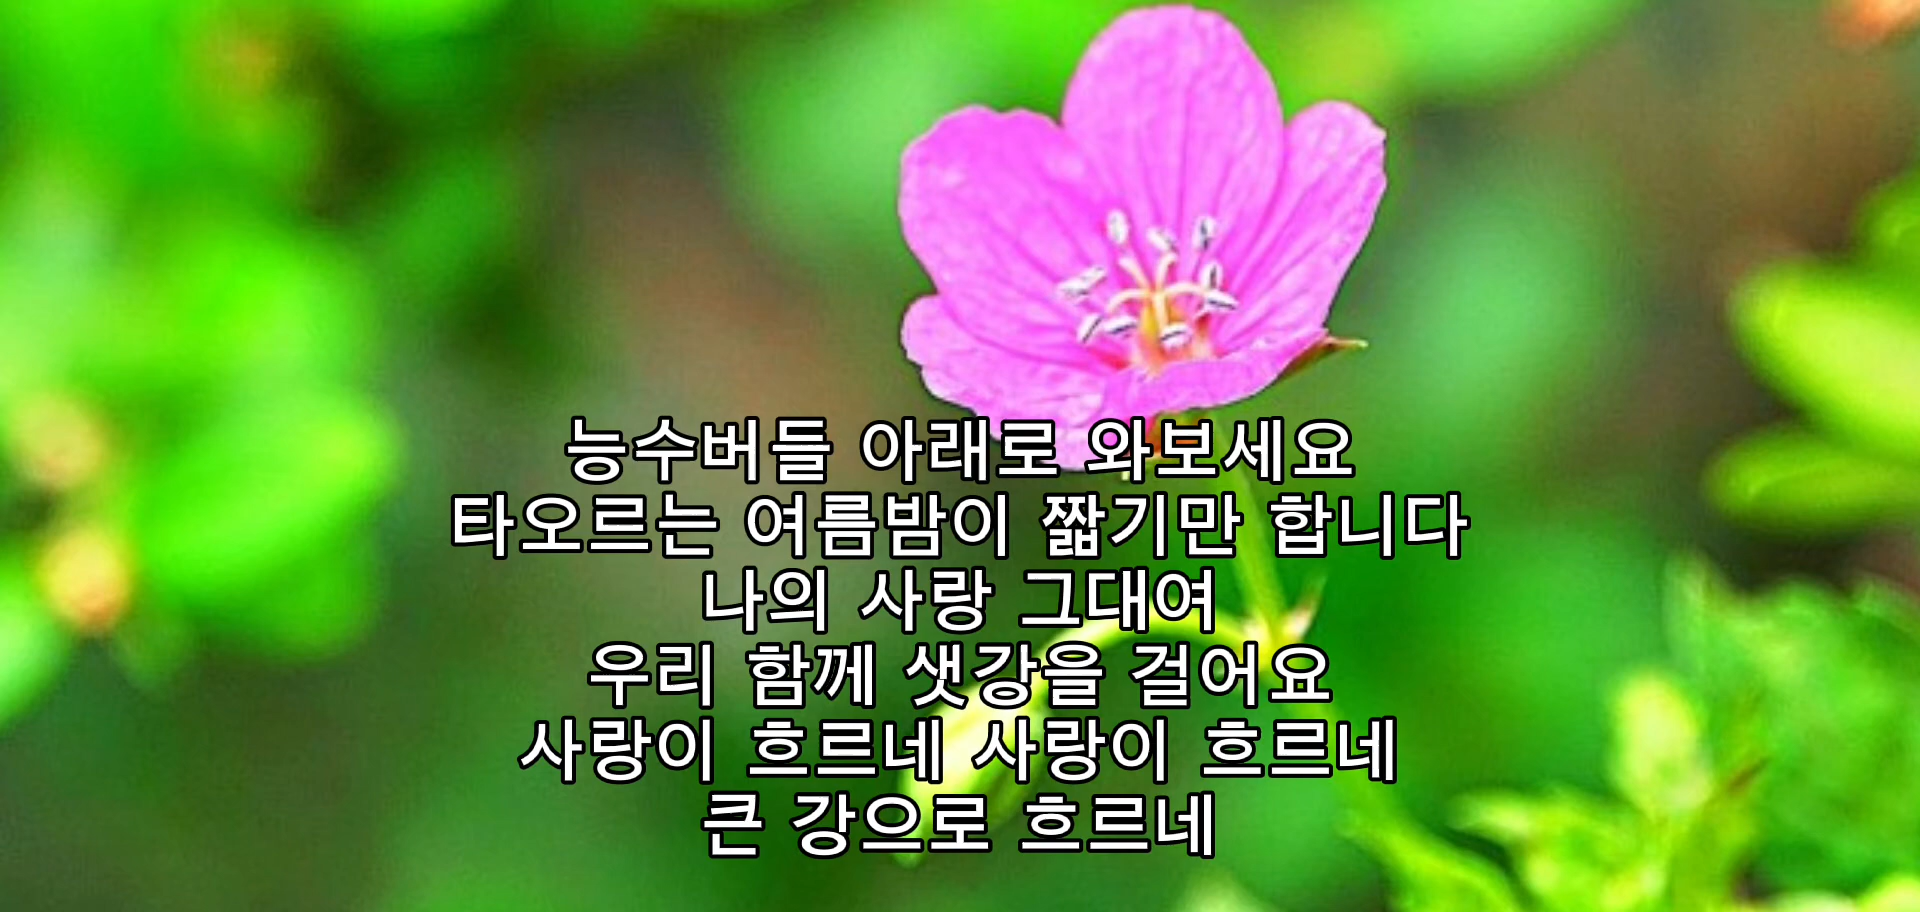 능수버들 아래로 와보세요
타오르는 여름밤이 짧기만 합니다
나의 사랑 그대여
우리 함께 샛강을 걸어요
사랑이 흐르네 사랑이 흐르네
큰 강으로 흐르네